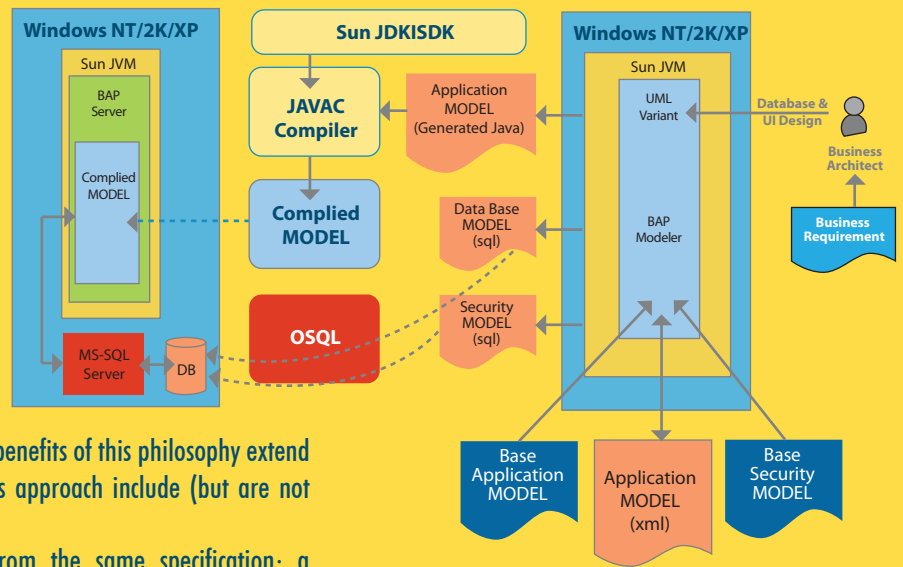 Windows NT/2K/XP
Sun JVM
BAP
Server
Complied
MODEL
MS-SQL
Server
DB
Sun JDKISDK
JAVAC
Compiler
Complied
MODEL
OSQL
Application
MODEL
(Generated Java)
Data Base
MODEL
(sql)
Security
MODEL
(sql)
Windows NT/2K/XP
Sun JVM
UML
Variant
BAP
Modeler
Database &
UI Design
Business
Architect
Business
Requirement
Base
Application
MODEL
Application
MODEL
(xml)
Base
Security
MODEL
benefits of this philosophy extend
s approach include (but are not
rom the same specification; a